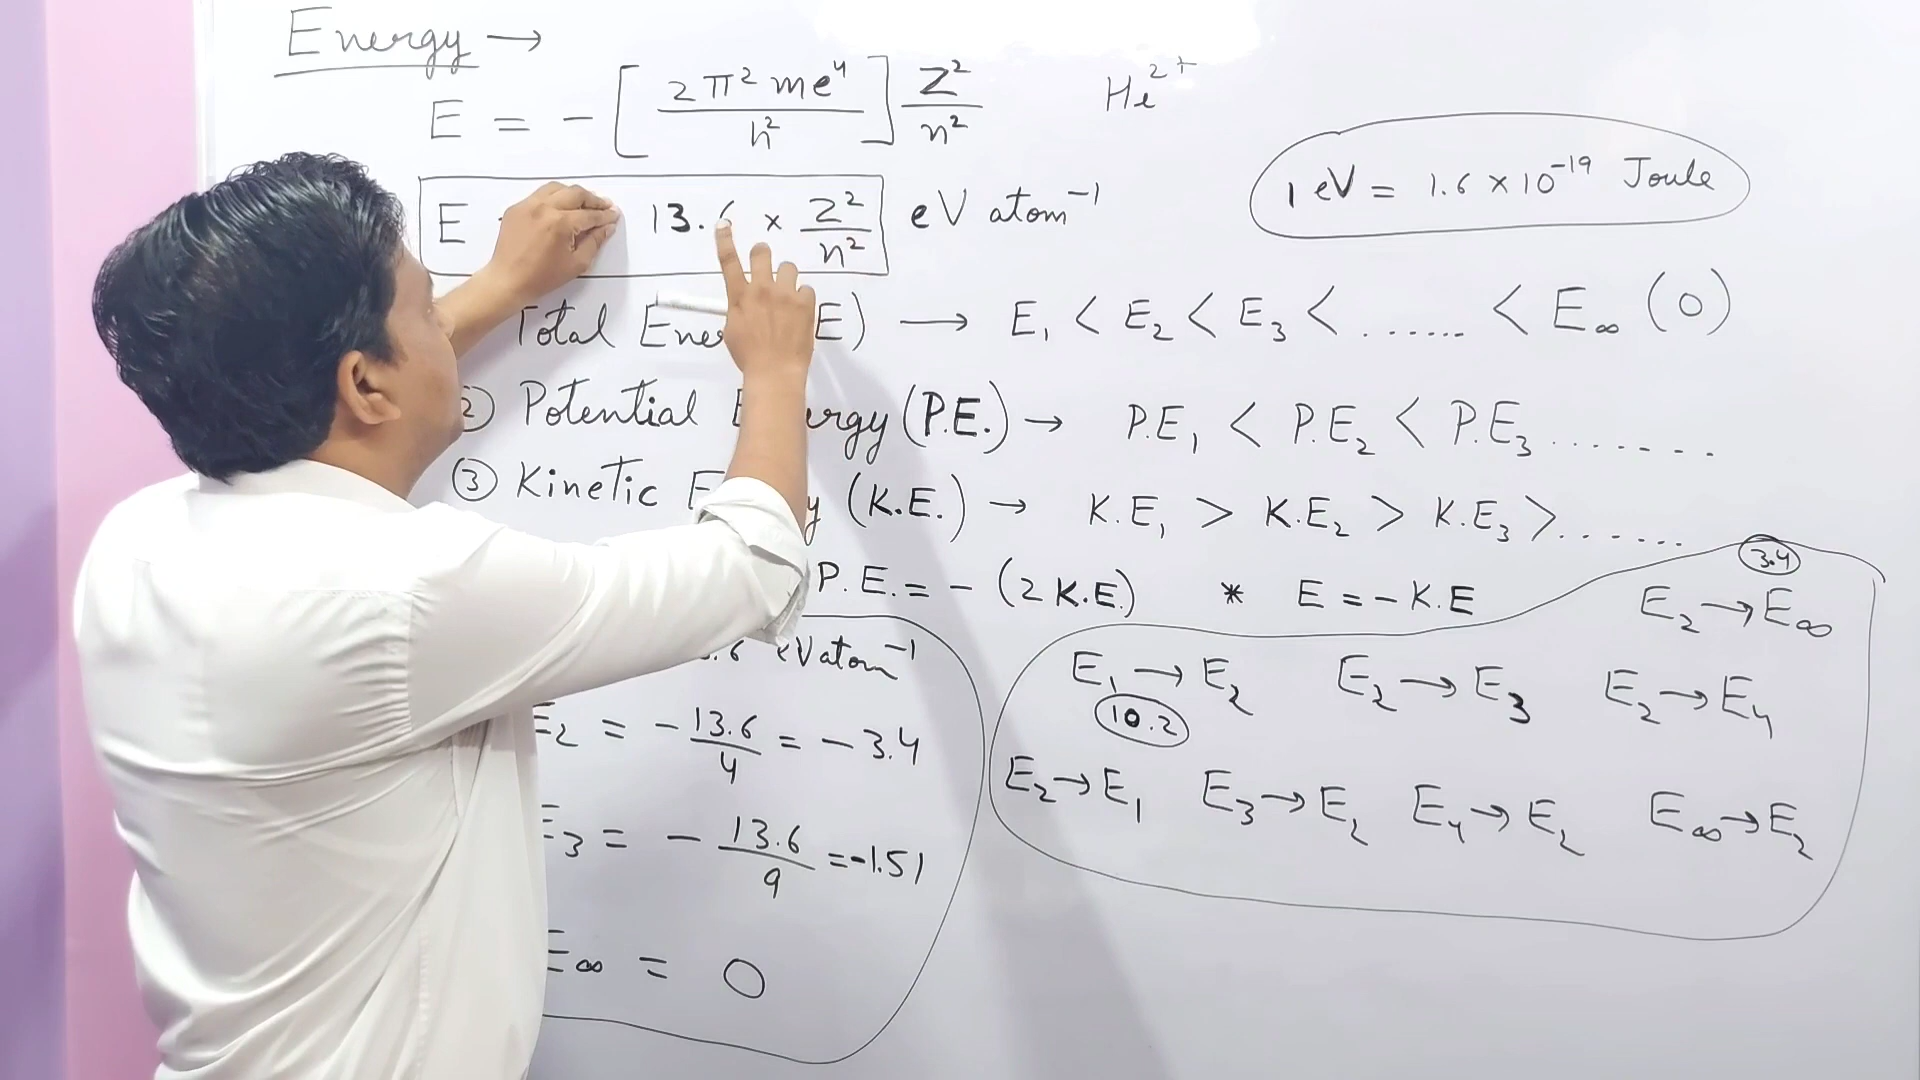 Energy →
E = - [2π²me⁴ / h²] Z² / n²
He²⁺
1 eV = 1.6 × 10⁻¹⁹ Joule
E 13.6 × Z² / n² eV atom⁻¹
Total E) → E₁ < E₂ < E₃ < ....... < E∞ (0)
Potential (P.E.) → P.E₁ < P.E₂ < P.E₃ .......
③ Kinetic (K.E.) → K.E₁ > K.E₂ > K.E₃ > .......
P.E. = - (2 K.E.) * E = - K.E
eV atom⁻¹
E₂ = - 13.6 / 4 = - 3.4
E₃ = - 13.6 / 9 = -1.51
E∞ = 0
3.4
E₂ → E∞
E₁ → E₂ E₂ → E₃ E₂ → E₄
10.2
E₂ → E₁ E₃ → E₂ E₄ → E₂ E∞ → E₂